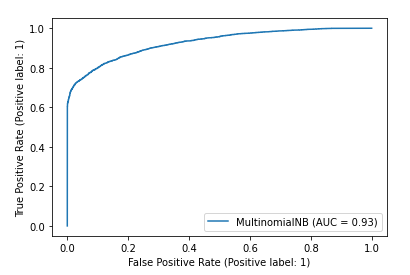 1.0
0.8
0.6
0.4
0.2
0.0
True Positive Rate (Positive label: 1)
MultinomialNB (AUC = 0.93)
0.0 0.2 0.4 0.6 0.8 1.0
False Positive Rate (Positive label: 1)